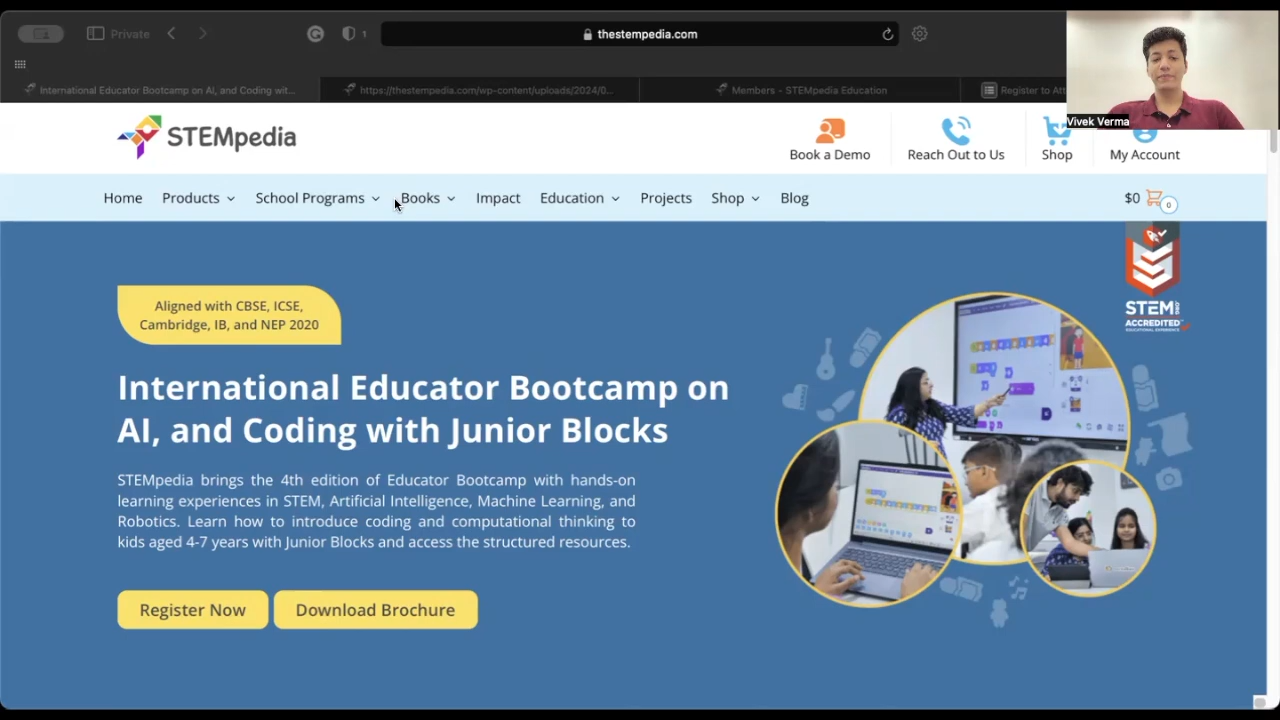 Private
1
thestempedia.com
International Educator Bootcamp on AI, and Coding wit...
https://thestempedia.com/wp-content/uploads/2024/0...
Members - STEMpedia Education
Register to Att
Vivek Verma
STEMpedia
Book a Demo
Reach Out to Us
Shop
My Account
Home
Products
School Programs
Books
Impact
Education
Projects
Shop
Blog
$0
0
Aligned with CBSE, ICSE,
Cambridge, IB, and NEP 2020
STEM
ACCREDITED
International Educator Bootcamp on
AI, and Coding with Junior Blocks
STEMpedia brings the 4th edition of Educator Bootcamp with hands-on
learning experiences in STEM, Artificial Intelligence, Machine Learning, and
Robotics. Learn how to introduce coding and computational thinking to
kids aged 4-7 years with Junior Blocks and access the structured resources.
Register Now
Download Brochure